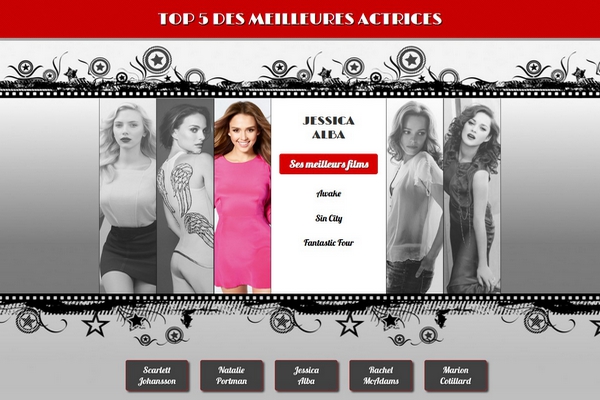 TOP 5 DES MEILLEURES ACTRICES
JESSICA
ALBA
Ses meilleurs films
Awake
Sin City
Fantastic Four
Scarlett
Johansson
Natalie
Portman
Jessica
Alba
Rachel
McAdams
Marion
Cotillard